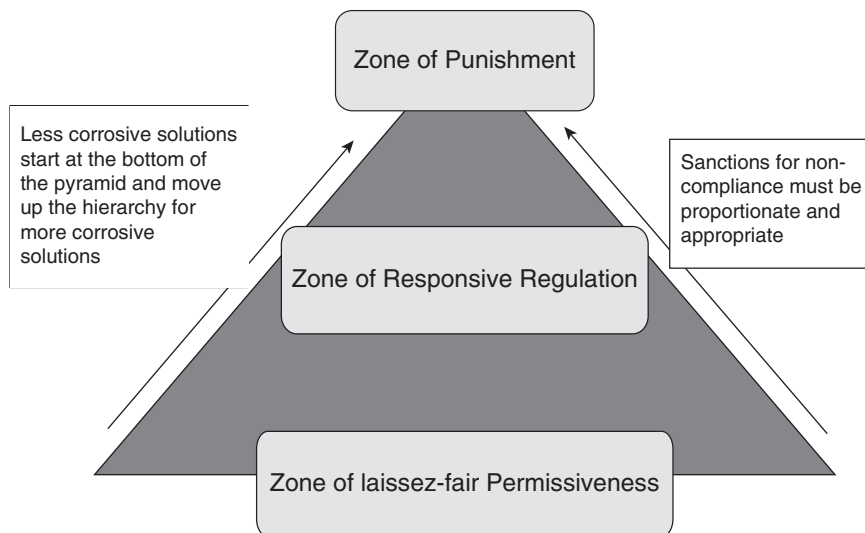 Zone of Punishment
Less corrosive solutions
start at the bottom of
the pyramid and move
up the hierarchy for
more corrosive
solutions
Sanctions for non-
compliance must be
proportionate and
appropriate
Zone of Responsive Regulation
Zone of laissez-fair Permissiveness